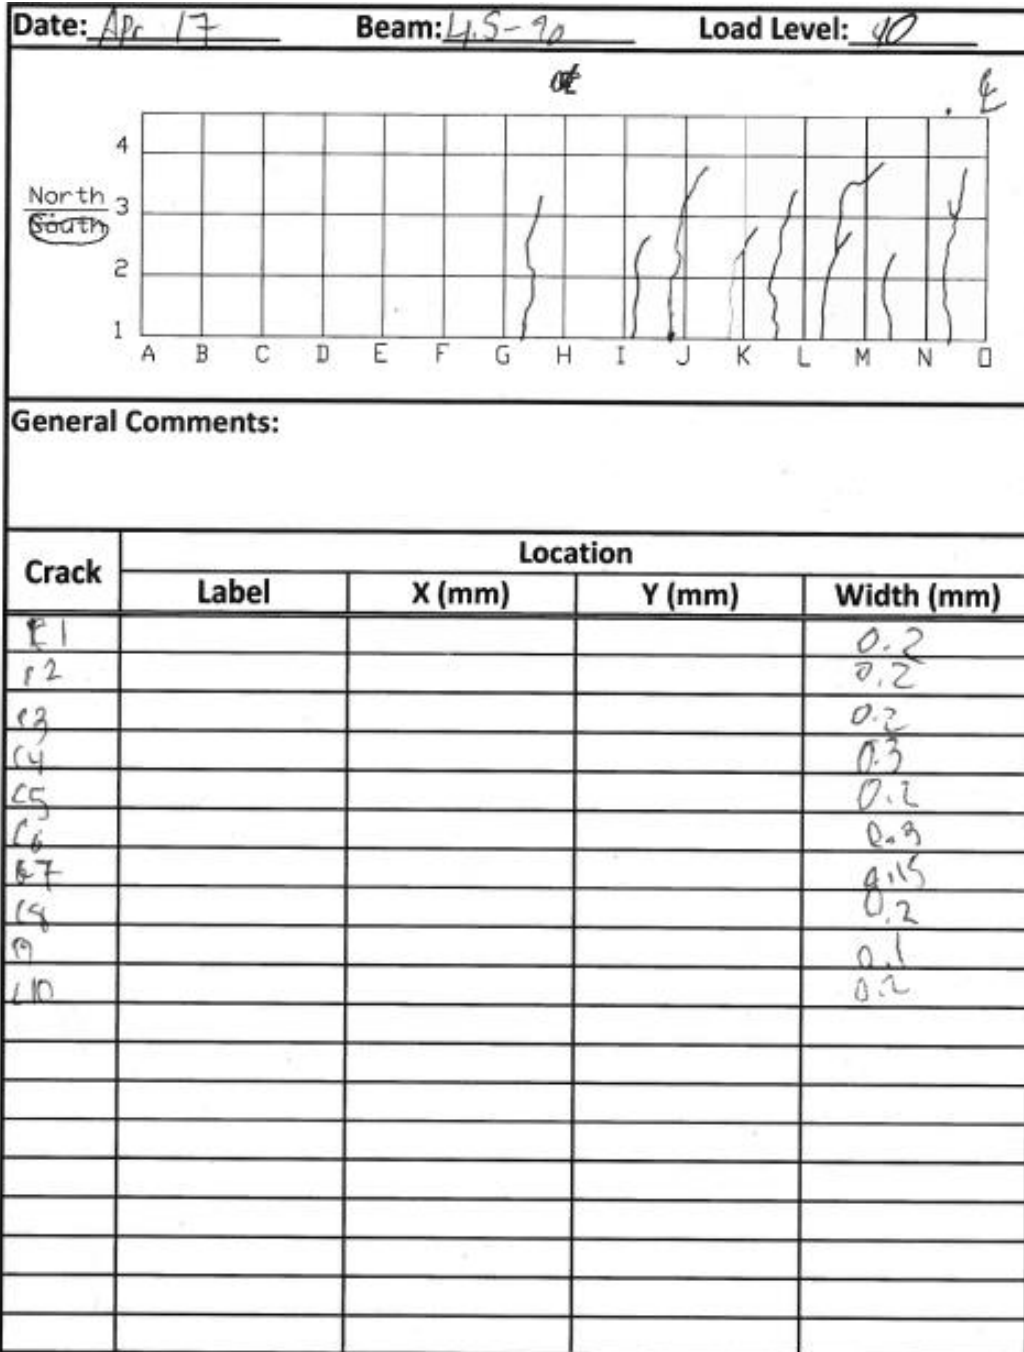 Date: Apr 17 Beam: 4.5-90 Load Level: 40
℄
4
North 3
South
2
1
A B C D E F G H I J K L M N O
General Comments:
Crack Location
Label X (mm) Y (mm) Width (mm)
C1 0.2
C2 0.2
C3 0.2
C4 0.3
C5 0.2
C6 0.3
C7 0.15
C8 0.2
C9 0.1
C10 0.2